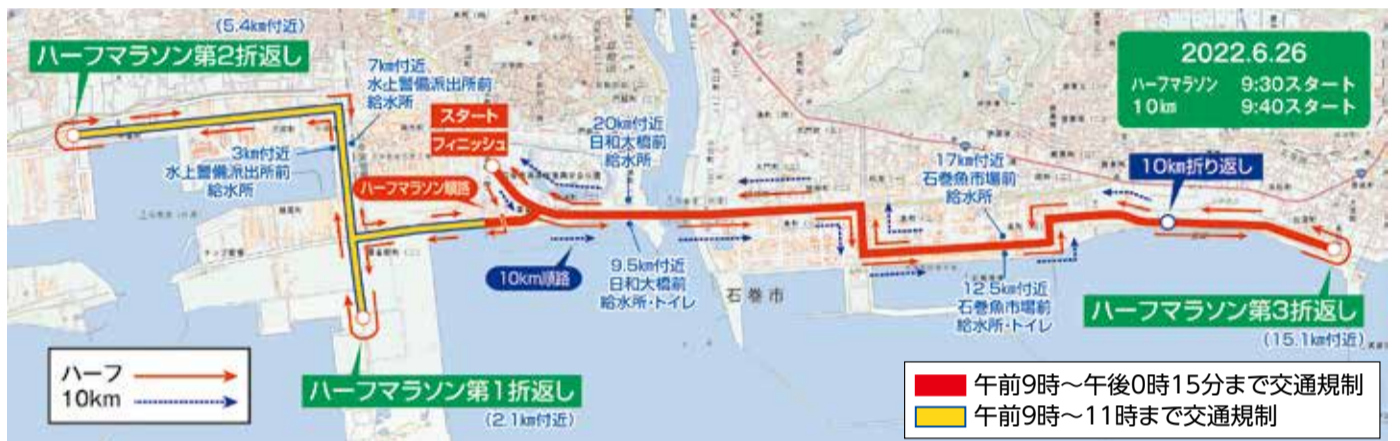 (5.4km付近)
ハーフマラソン第2折返し
7km付近
水上警備派出所前
給水所
3km付近
水上警備派出所前
給水所
スタート
フィニッシュ
ハーフマラソン順路
20km付近
日和大橋前
給水所
17km付近
石巻魚市場前
給水所
2022.6.26
ハーフマラソン 9:30スタート
10km 9:40スタート
10km折り返し
10km順路
9.5km付近
日和大橋前
給水所・トイレ
石巻市
12.5km付近
石巻魚市場前
給水所・トイレ
ハーフマラソン第3折返し
(15.1km付近)
ハーフマラソン第1折返し
(2.1km付近)
ハーフ
10km
午前9時~午後0時15分まで交通規制
午前9時~11時まで交通規制